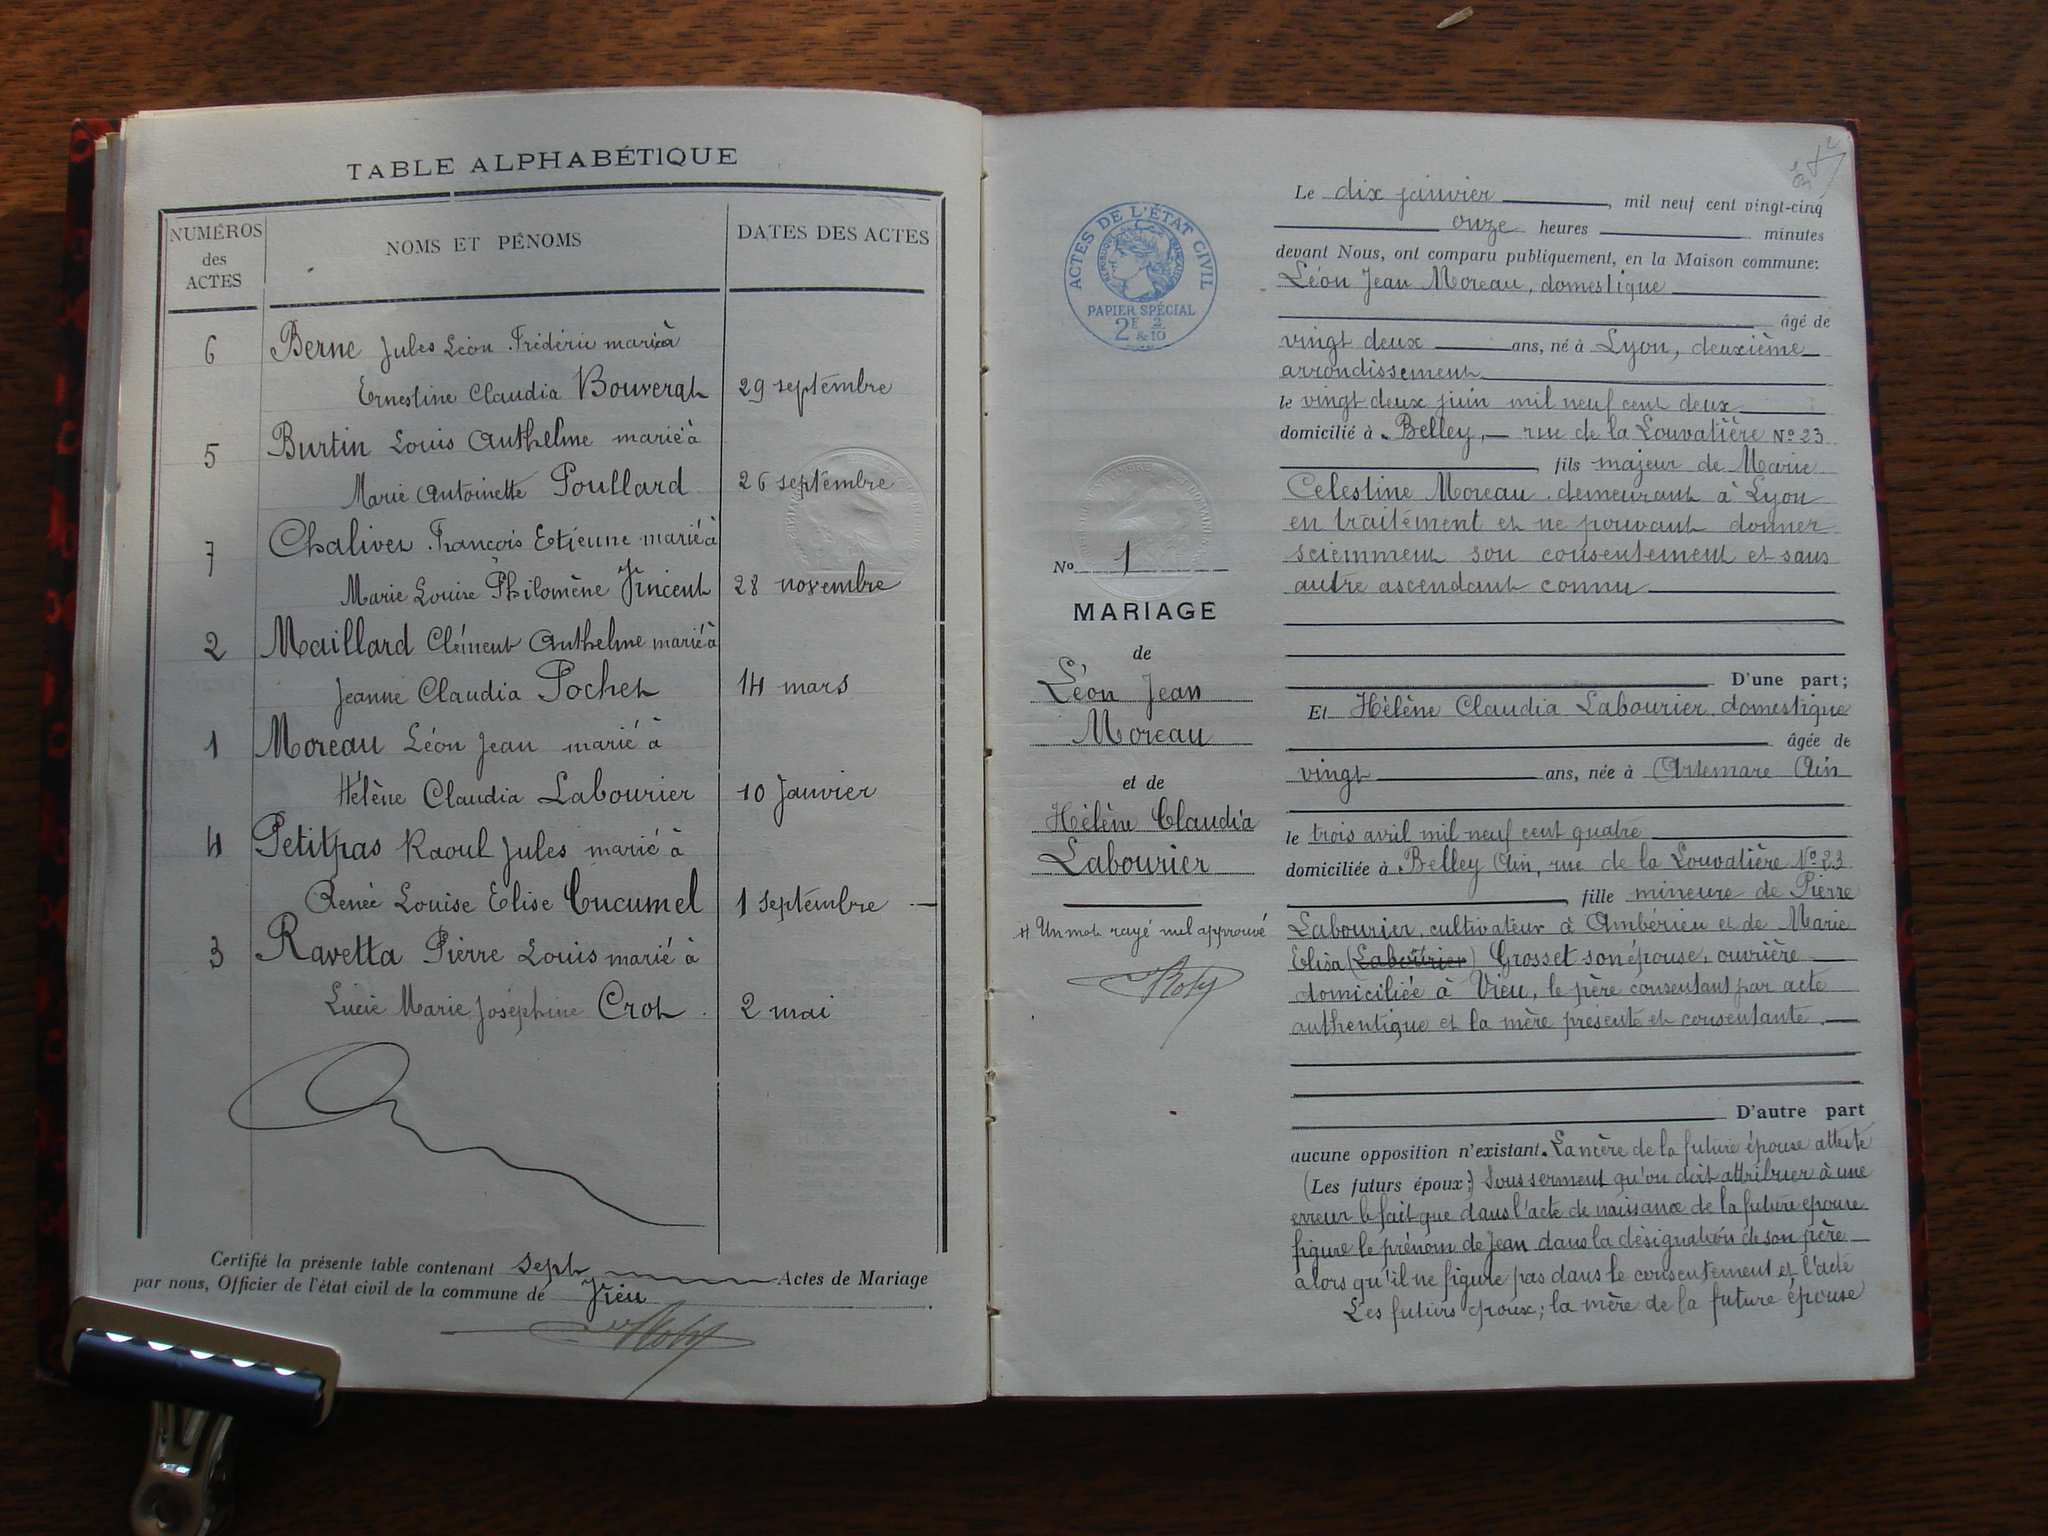 TABLE ALPHABÉTIQUE
NUMÉROS
des
ACTES
NOMS ET PÉNOMS
DATES DES ACTES
6 Berne Jules Léon Frédéric marié à
Ernestine Claudia Bouverat 29 septembre
5 Burtin Louis Anthelme marié à
Marie Antoinette Poullard 26 septembre
7 Chalivet François Etienne marié à
Marie Louise Philomène Vincent 28 novembre
2 Maillard Clément Anthelme marié à
Jeanne Claudia Pochet 14 mars
1 Moreau Léon Jean marié à
Hélène Claudia Labourier 10 Janvier
4 Petitpas Raoul Jules marié à
Renée Louise Elise Cucumel 1 septembre
3 Ravetta Pierre Louis marié à
Lucie Marie Joséphine Crot 2 mai
Certifié la présente table contenant sept Actes de Mariage
par nous, Officier de l'état civil de la commune de Vieu
ACTES DE L'ÉTAT CIVIL
PAPIER SPÉCIAL
2E 2/10
&
No 1
MARIAGE
de
Léon Jean
Moreau
et de
Hélène Claudia
Labourier
Un mot rayé nul approuvé
Le dix janvier, mil neuf cent vingt-cinq
onze heures minutes
devant Nous, ont comparu publiquement, en la Maison commune:
Léon Jean Moreau, domestique
âgé de
vingt deux ans, né à Lyon, deuxième
arrondissement
le vingt deux juin mil neuf cent deux
domicilié à Belley, rue de la Louvatière No 23
, fils majeur de Marie
Celestine Moreau demeurant à Lyon
en traitement et ne pouvant donner
sciemment son consentement et sans
autre ascendant connu
D'une part;
Et Hélène Claudia Labourier, domestique
âgée de
vingt ans, née à Artemare Ain
le trois avril mil neuf cent quatre
domiciliée à Belley Ain, rue de la Louvatière No 23
, fille mineure de Pierre
Labourier, cultivateur à Ambérieu et de Marie
Elisa (Labourier) Grosset son épouse, ouvrière
domiciliée à Vieu, le père consentant par acte
authentique et la mère présente et consentante.
D'autre part
aucune opposition n'existant. La mère de la future épouse atteste
(Les futurs époux:) Sous serment qu'on doit attribuer à une
erreur le fait que dans l'acte de naissance de la future épouse
figure le prénom de Jean dans la désignation de son père
alors qu'il ne figure pas dans le consentement et l'acte
Les futurs époux; la mère de la future épouse